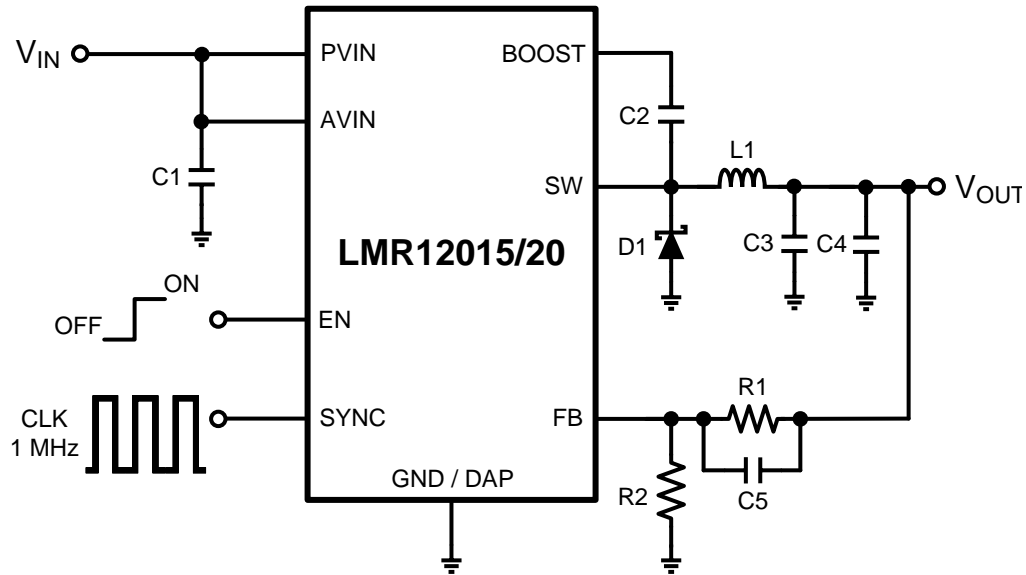 VIN
PVIN
BOOST
AVIN
C2
C1
L1
SW
VOUT
D1
C3
C4
LMR12015/20
ON
OFF
EN
R1
CLK
1 MHz
SYNC
FB
GND / DAP
R2
C5